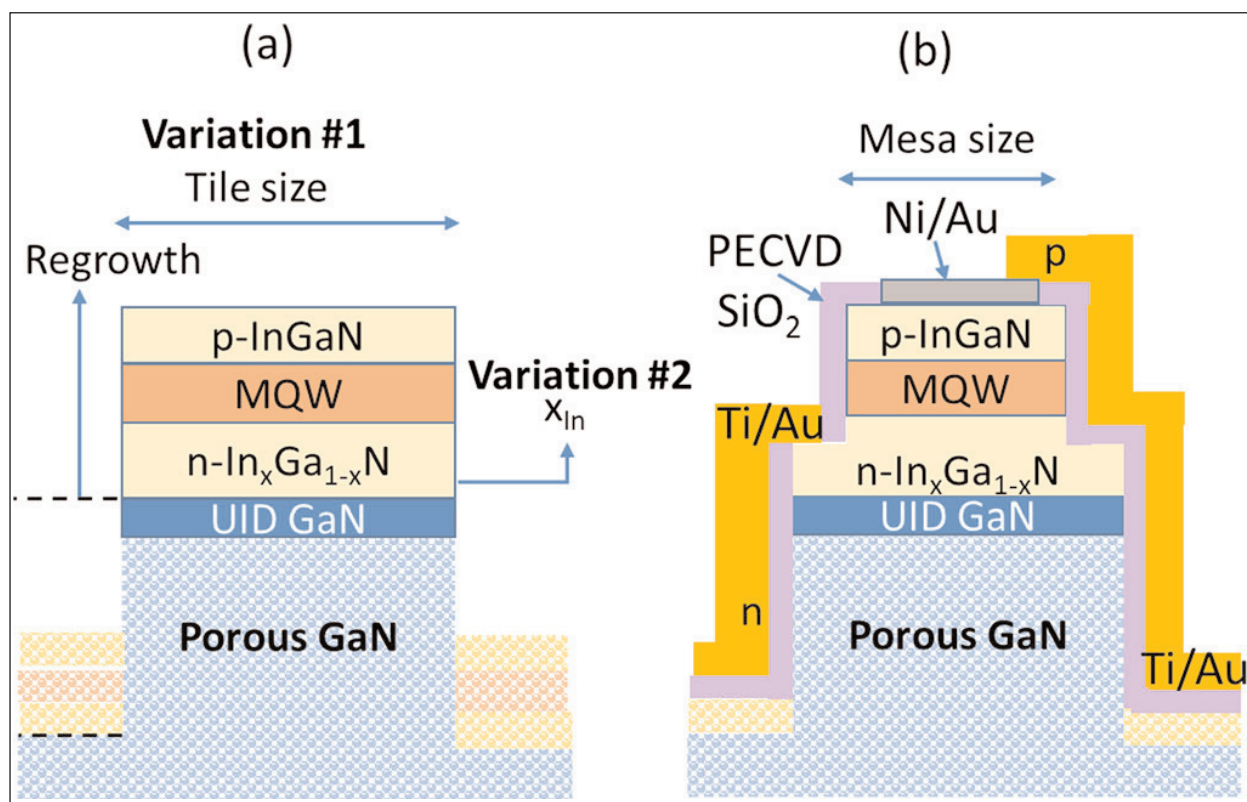 (a)
Variation #1
Tile size
Regrowth
p-InGaN
MQW
Variation #2
x_In
n-InₓGa₁₋ₓN
UID GaN
Porous GaN
(b)
Mesa size
Ni/Au
PECVD
SiO₂
p
p-InGaN
MQW
Ti/Au
n-InₓGa₁₋ₓN
UID GaN
n
Porous GaN
Ti/Au